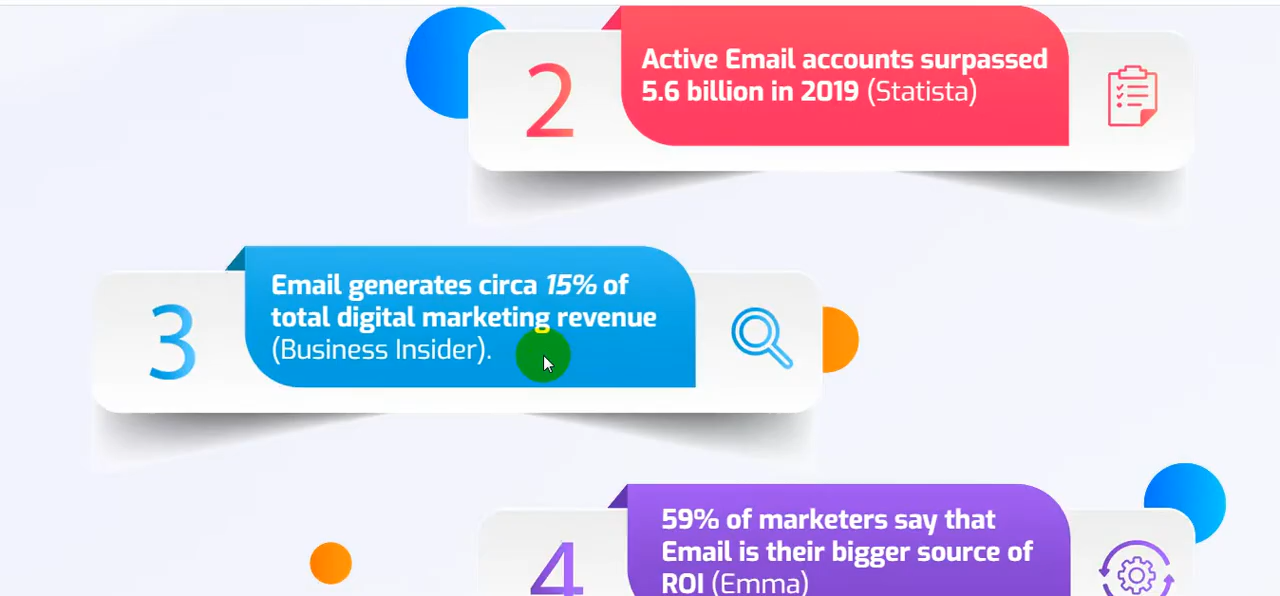 2
Active Email accounts surpassed
5.6 billion in 2019 (Statista)
3
Email generates circa 15% of
total digital marketing revenue
(Business Insider).
4
59% of marketers say that
Email is their bigger source of
ROI (Emma)